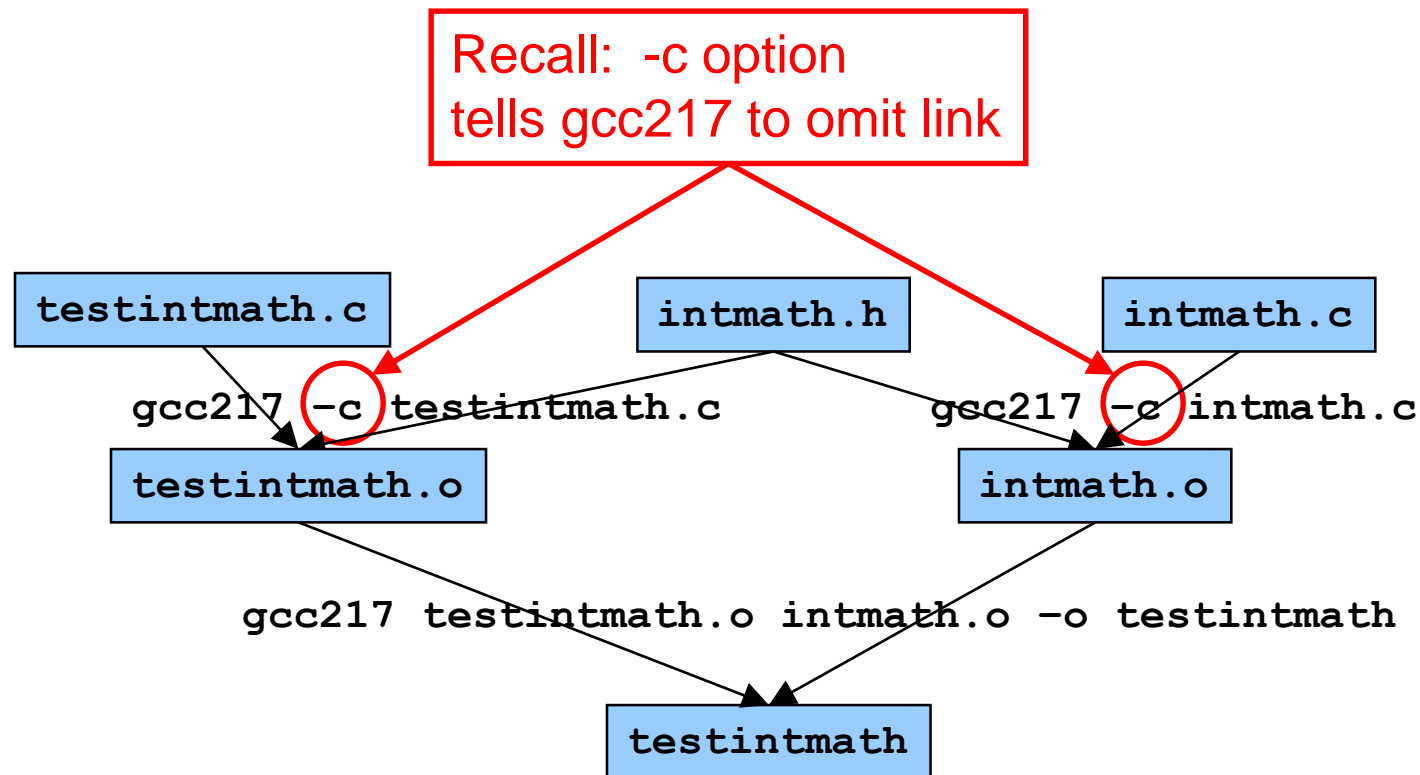 Recall:  -c option
tells gcc217 to omit link
testintmath.c
intmath.h
intmath.c
gcc217 –c testintmath.c
gcc217 –c intmath.c
testintmath.o
intmath.o
gcc217 testintmath.o intmath.o –o testintmath
testintmath